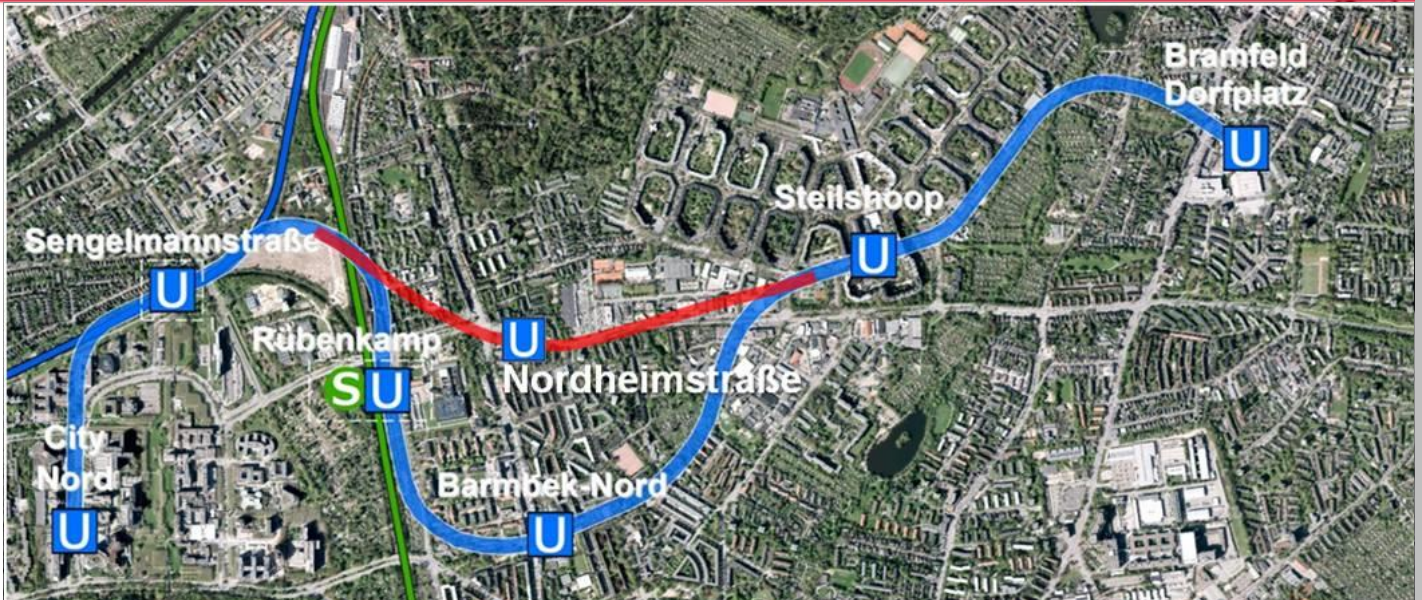 Bramfeld
Dorfplatz
U
Steilshoop
U
Sengelmannstraße
U
Rübenkamp
S U
U
Nordheimstraße
City
Nord
U
Barmbek-Nord
U